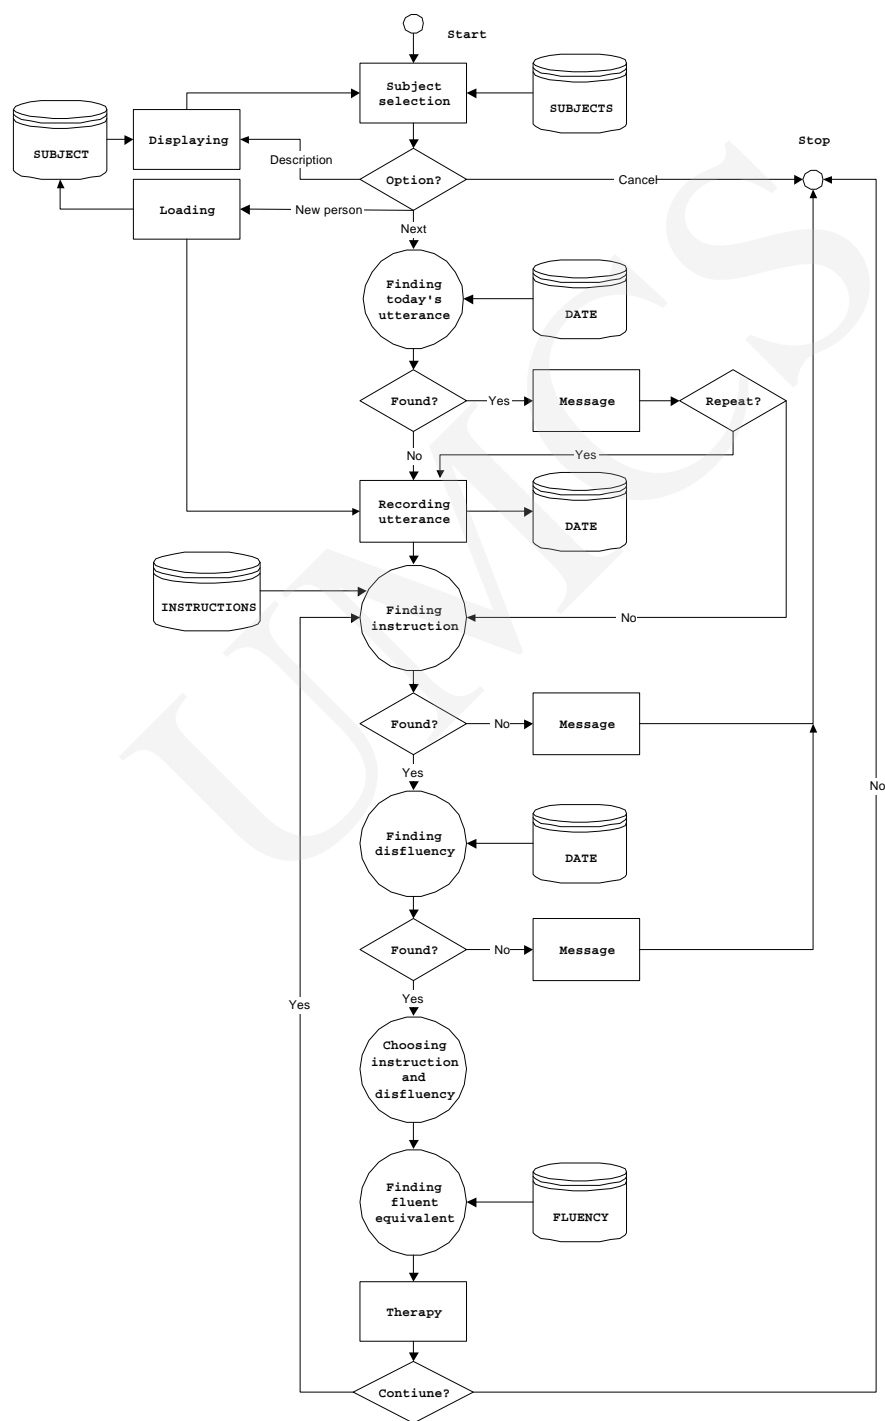 Start
Subject
selection
SUBJECTS
SUBJECT
Displaying
Description
Stop
Option?
Cancel
Loading
New person
Next
Finding
today's
utterance
DATE
Found?
Yes
Message
Repeat?
No
Yes
Recording
utterance
DATE
INSTRUCTIONS
Finding
instruction
No
Found?
No
Message
Yes
No
Finding
disfluency
DATE
Found?
No
Message
Yes
Yes
Choosing
instruction
and
disfluency
Finding
fluent
equivalent
FLUENCY
Therapy
Contiune?
UMCS